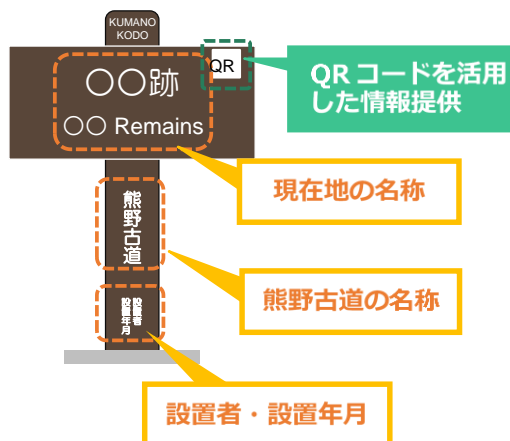 KUMANO
KODO
〇〇跡
〇〇 Remains
QR
QRコードを活用
した情報提供
現在地の名称
熊野古道
熊野古道の名称
設置者
設置年月
設置者・設置年月